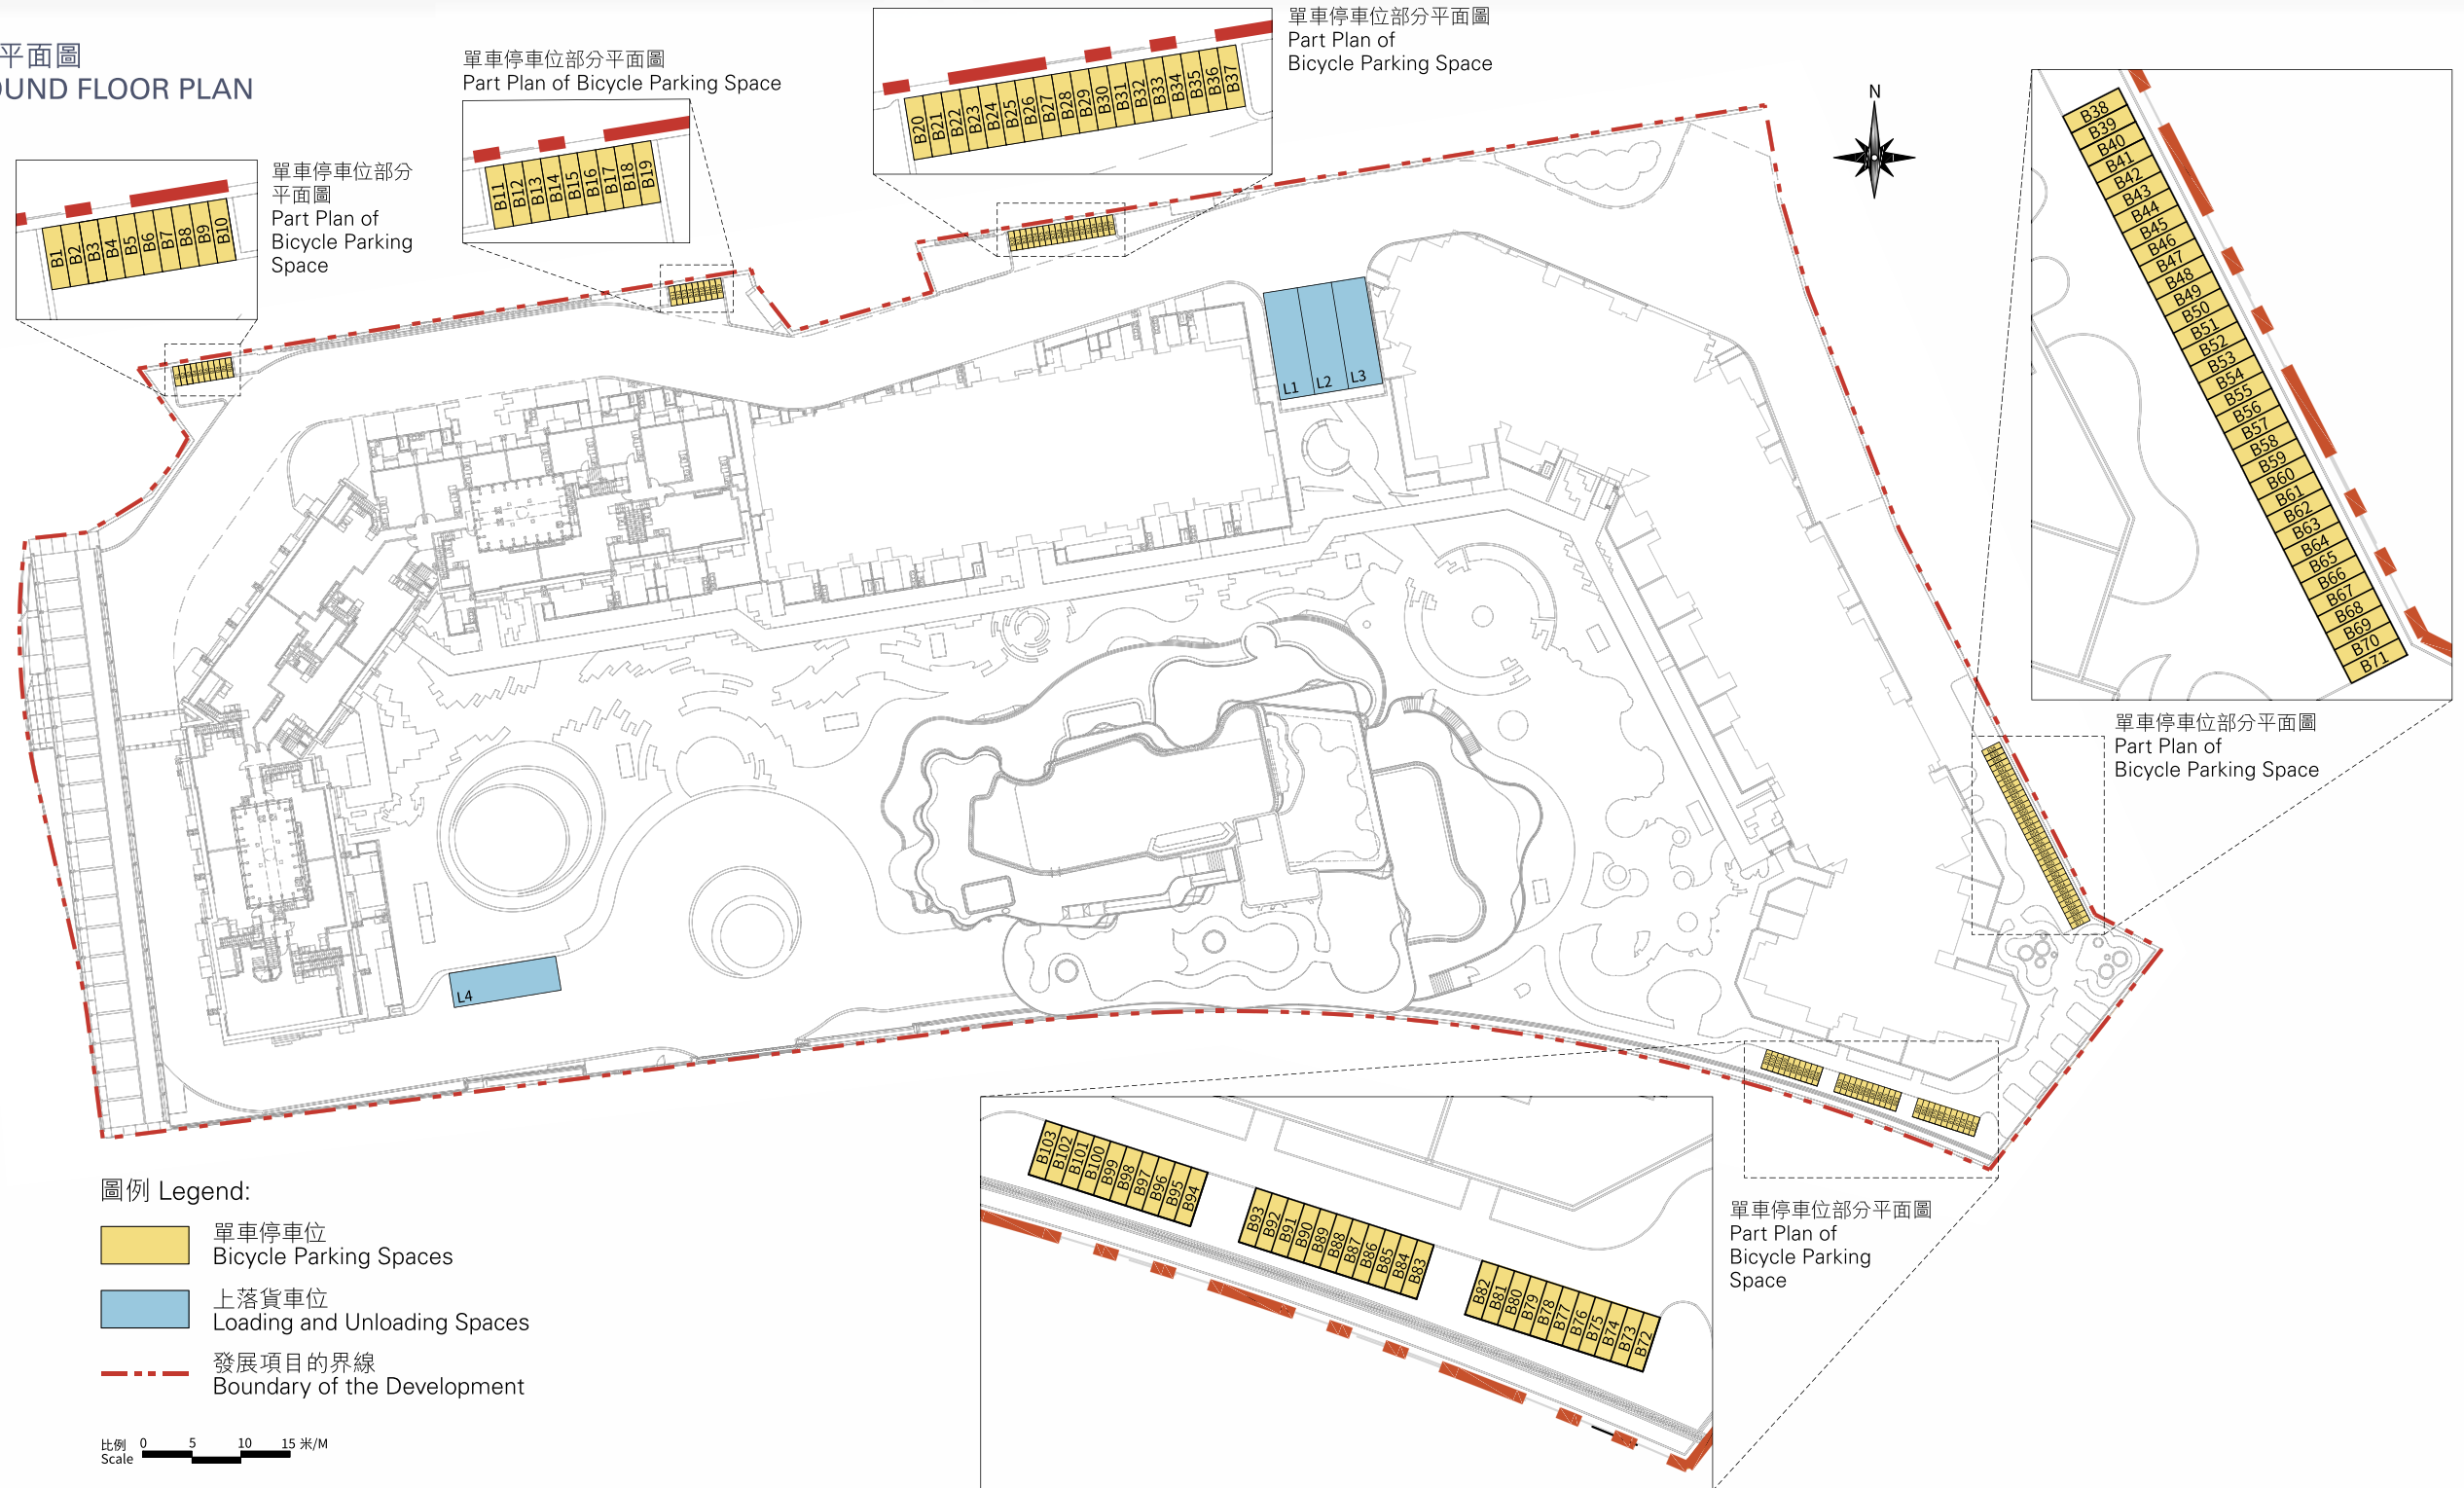 平面圖
OUND FLOOR PLAN
單車停車位部分
平面圖
Part Plan of
Bicycle Parking
Space
B1
B2
B3
B4
B5
B6
B7
B8
B9
B10
單車停車位部分平面圖
Part Plan of Bicycle Parking Space
B11
B12
B13
B14
B15
B16
B17
B18
B19
單車停車位部分平面圖
Part Plan of
Bicycle Parking Space
B20
B21
B22
B23
B24
B25
B26
B27
B28
B29
B30
B31
B32
B33
B34
B35
B36
B37
N
B38
B39
B40
B41
B42
B43
B44
B45
B46
B47
B48
B49
B50
B51
B52
B53
B54
B55
B56
B57
B58
B59
B60
B61
B62
B63
B64
B65
B66
B67
B68
B69
B70
B71
單車停車位部分平面圖
Part Plan of
Bicycle Parking Space
L1
L2
L3
L4
B103
B102
B101
B100
B99
B98
B97
B96
B95
B94
B93
B92
B91
B90
B89
B88
B87
B86
B85
B84
B83
B82
B81
B80
B79
B78
B77
B76
B75
B74
B73
B72
單車停車位部分平面圖
Part Plan of
Bicycle Parking
Space
圖例 Legend:
單車停車位
Bicycle Parking Spaces
上落貨車位
Loading and Unloading Spaces
發展項目的界線
Boundary of the Development
比例 0 5 10 15 米/M
Scale